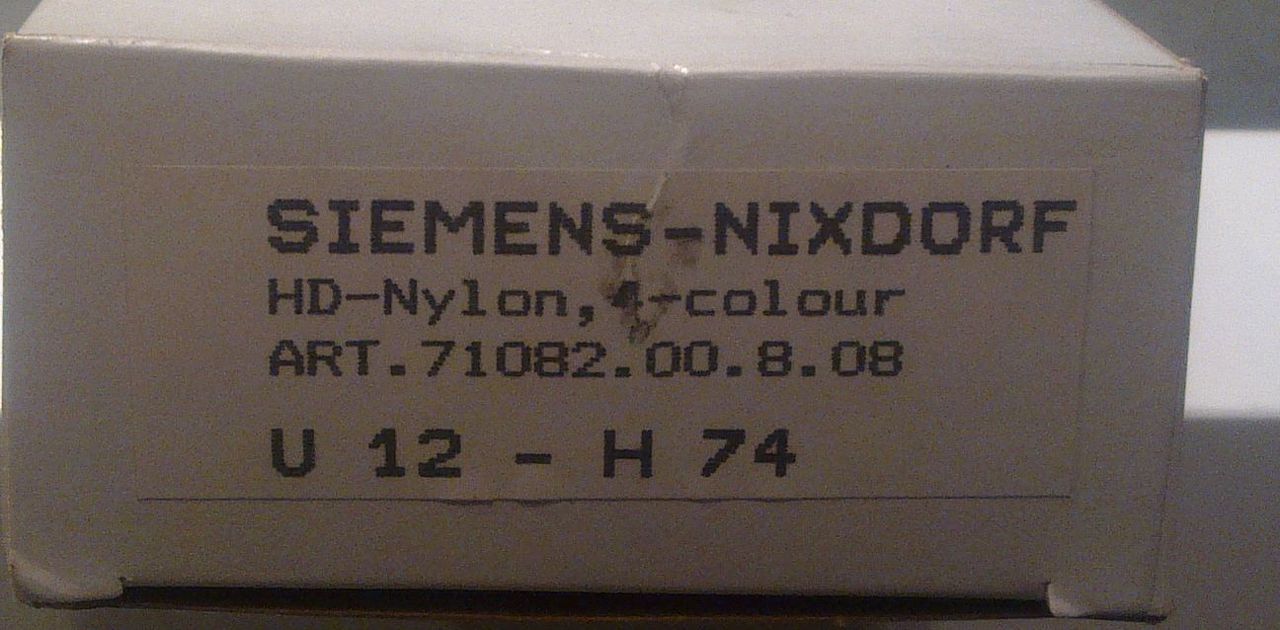 SIEMENS-NIXDORF
HD-Nylon, 4-colour
ART.71082.00.8.08
U 12 - H 74